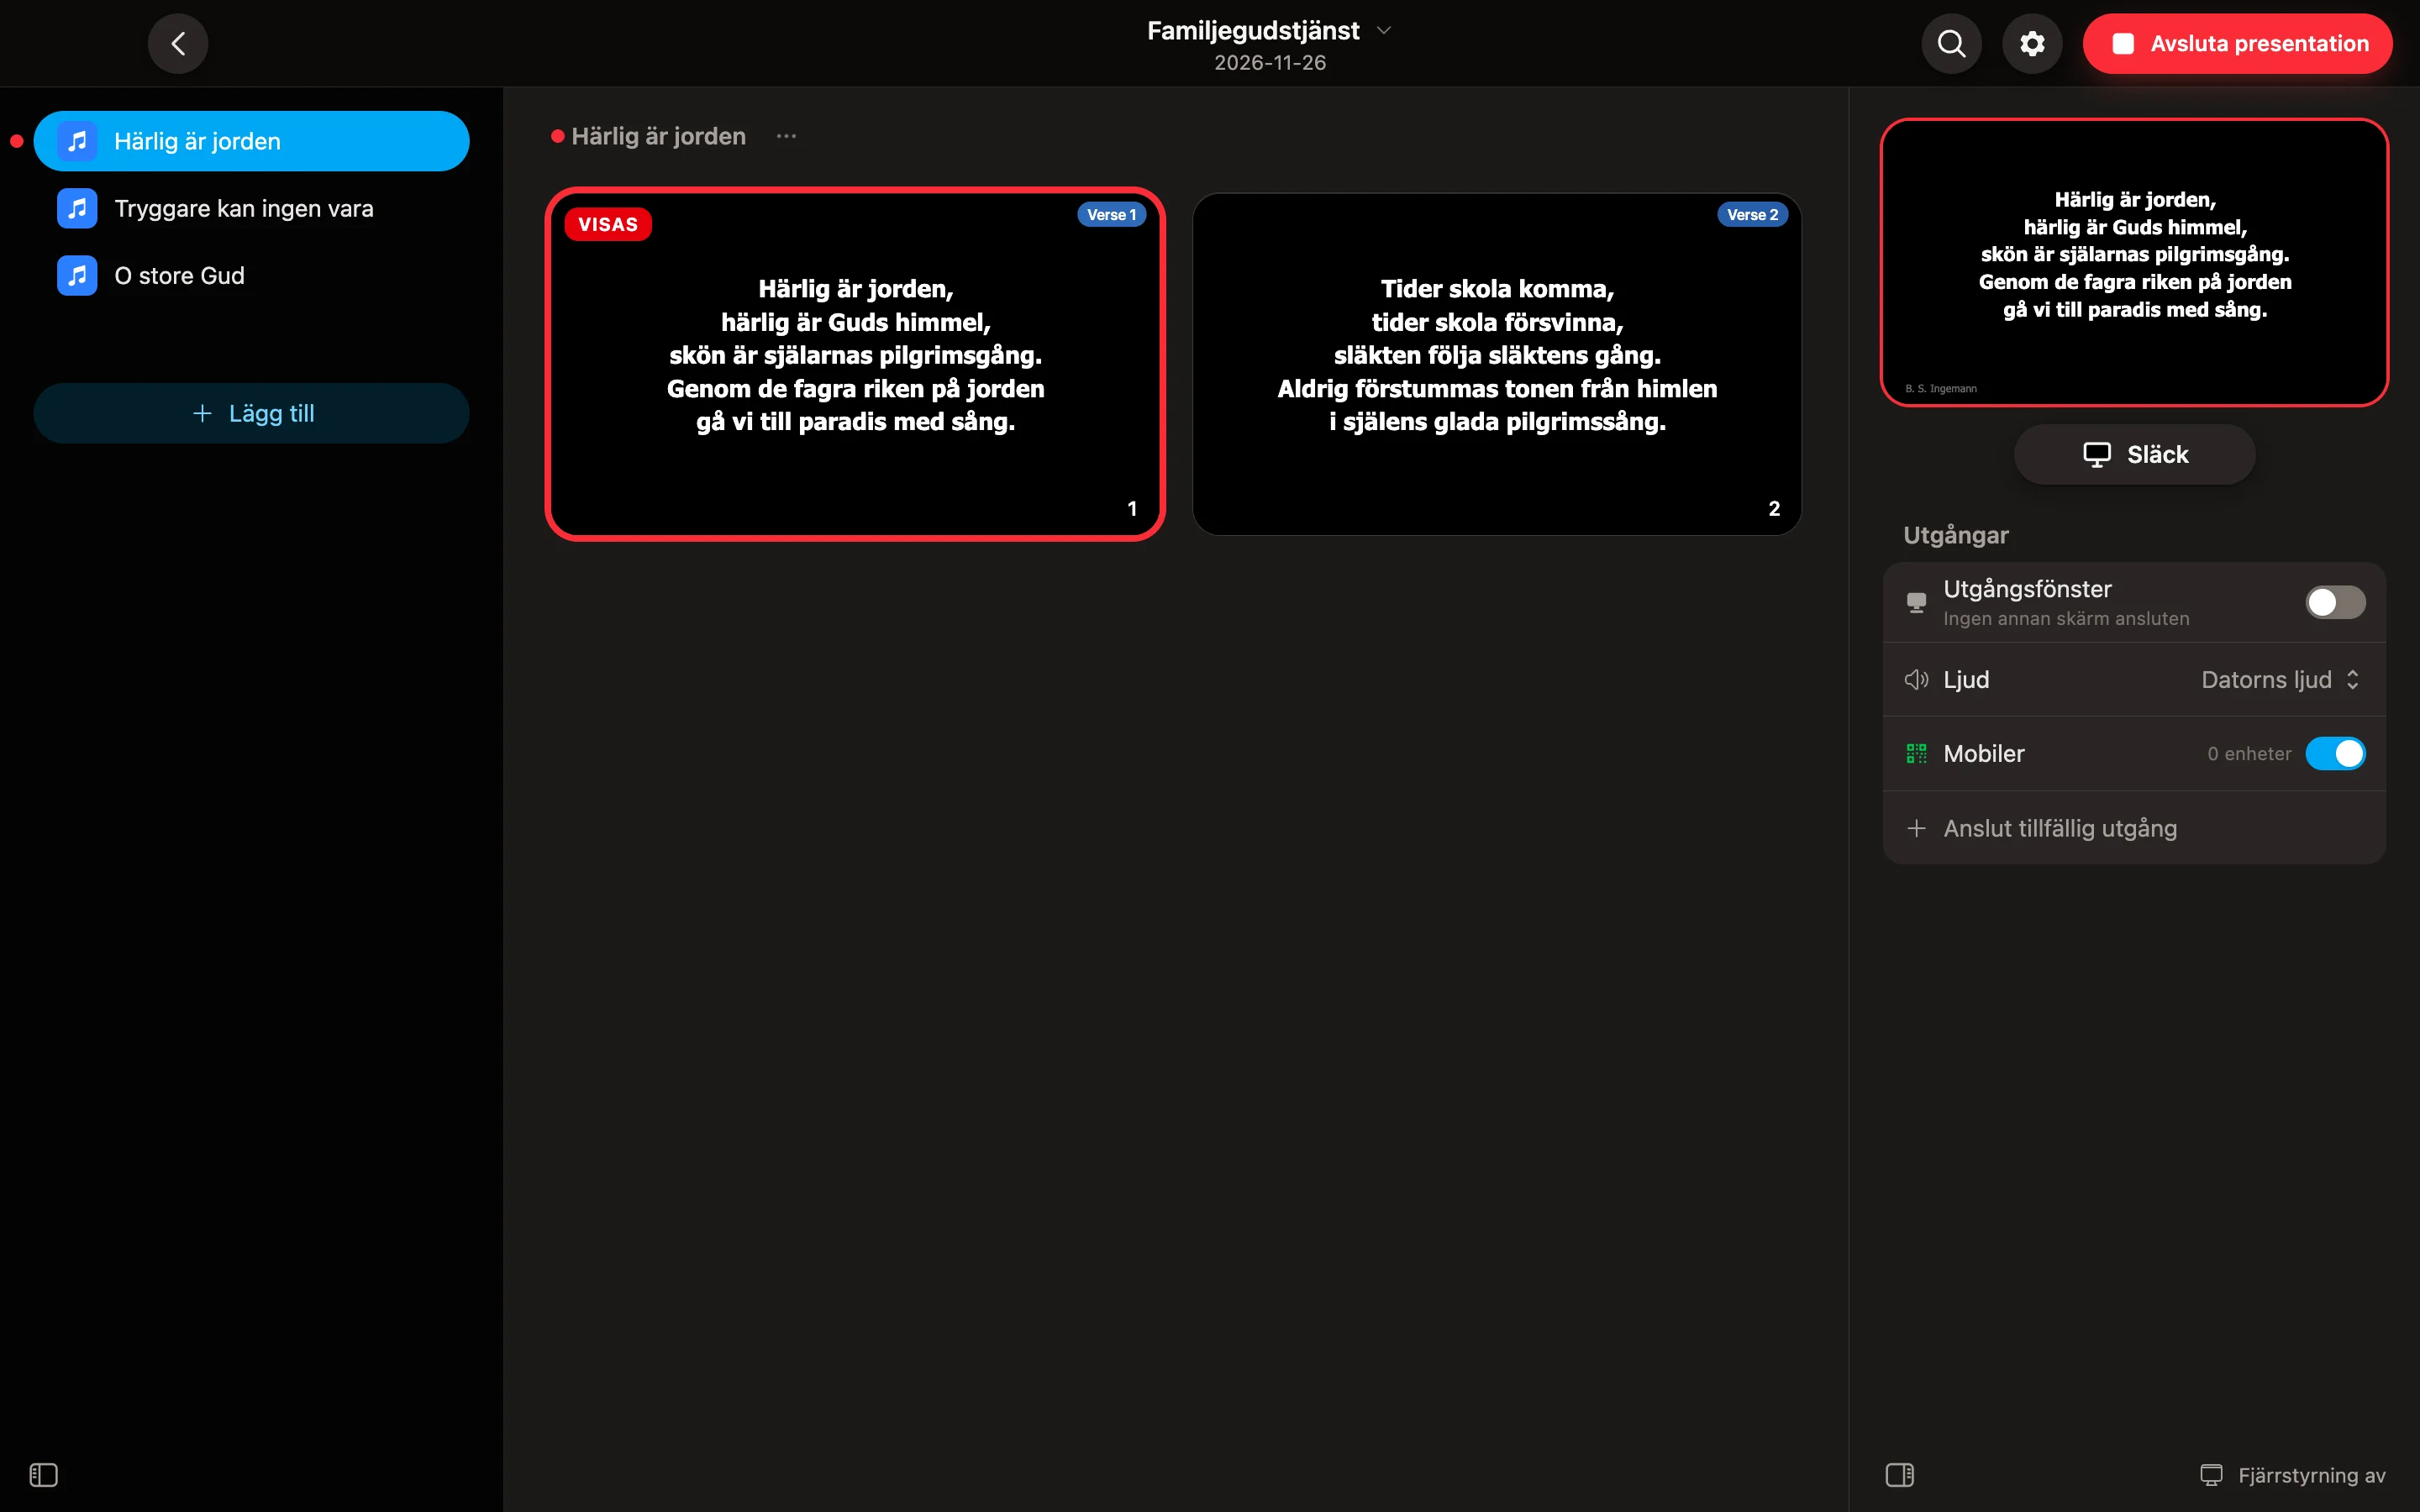 Familjegudstjänst
2026-11-26
Avsluta presentation
Härlig är jorden
Tryggare kan ingen vara
O store Gud
Lägg till
Härlig är jorden
VISAS
Verse 1
Härlig är jorden,
härlig är Guds himmel,
skön är själarnas pilgrimsgång.
Genom de fagra riken på jorden
gå vi till paradis med sång.
1
Verse 2
Tider skola komma,
tider skola försvinna,
släkten följa släktens gång.
Aldrig förstummas tonen från himlen
i själens glada pilgrimssång.
2
Härlig är jorden,
härlig är Guds himmel,
skön är själarnas pilgrimsgång.
Genom de fagra riken på jorden
gå vi till paradis med sång.
B. S. Ingemann
Släck
Utgångar
Utgångsfönster
Ingen annan skärm ansluten
Ljud
Datorns ljud
Mobiler
0 enheter
Anslut tillfällig utgång
Fjärrstyrning av